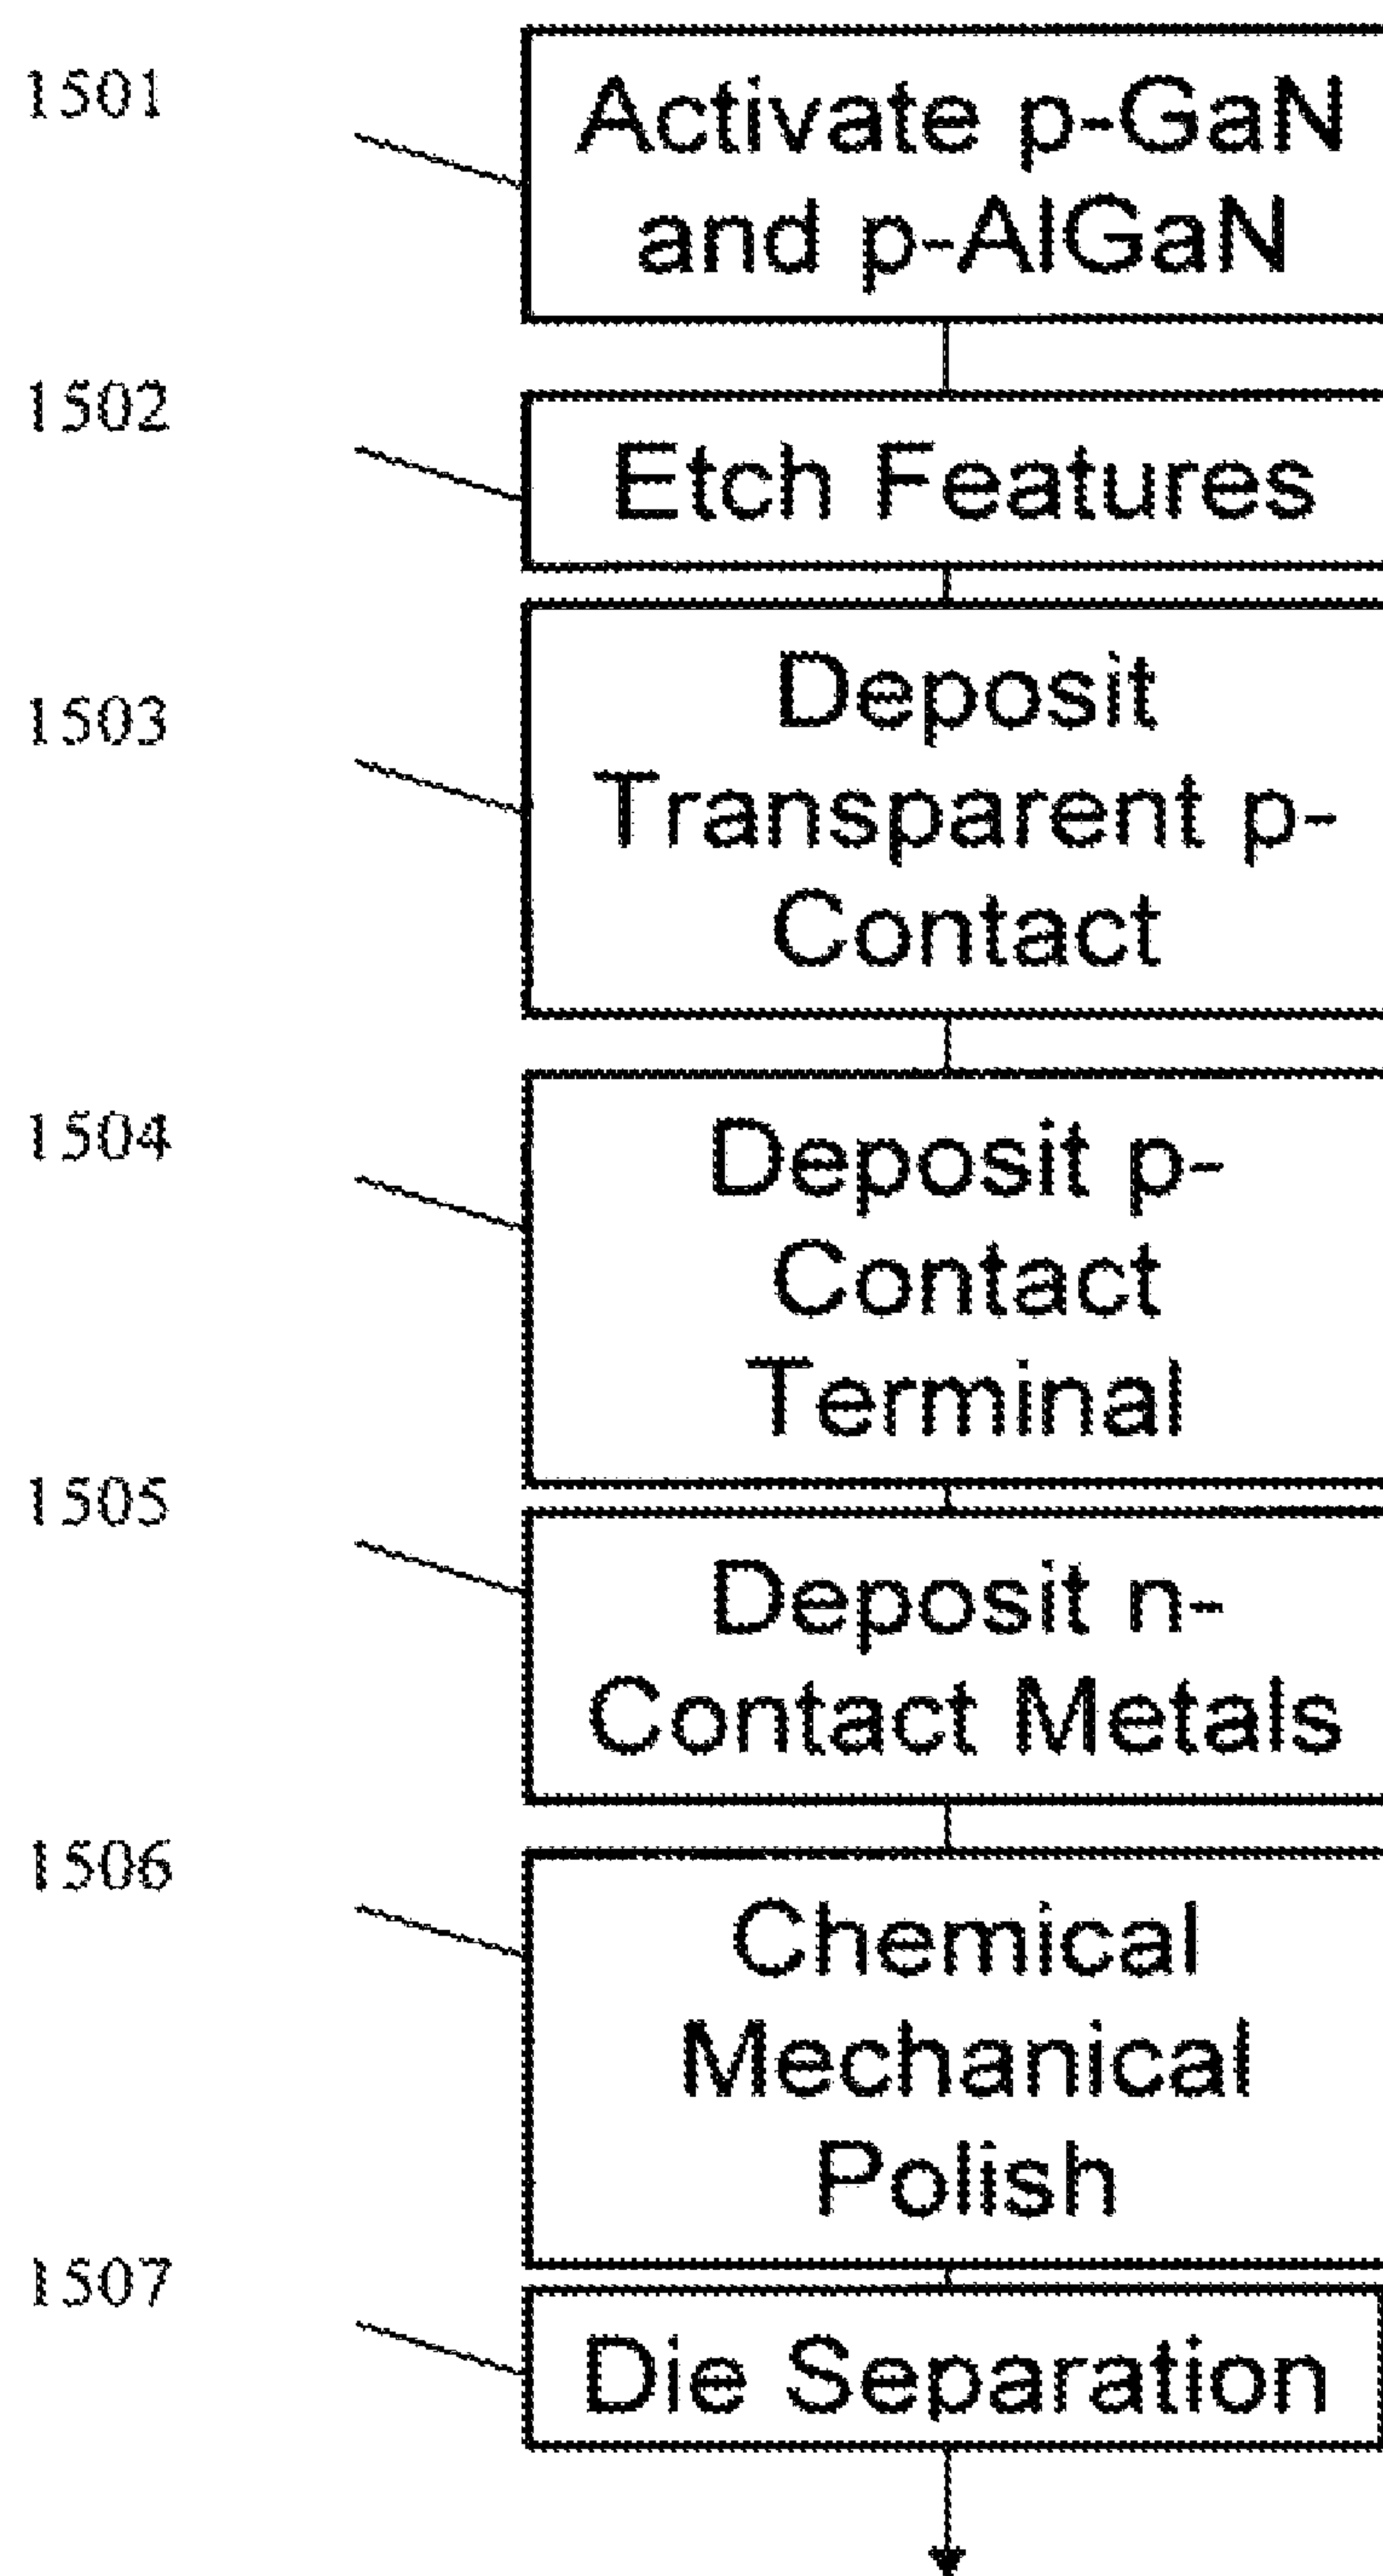 1501
Activate p-GaN
and p-AlGaN
1502
Etch Features
1503
Deposit
Transparent p-
Contact
1504
Deposit p-
Contact
Terminal
1505
Deposit n-
Contact Metals
1506
Chemical
Mechanical
Polish
1507
Die Separation